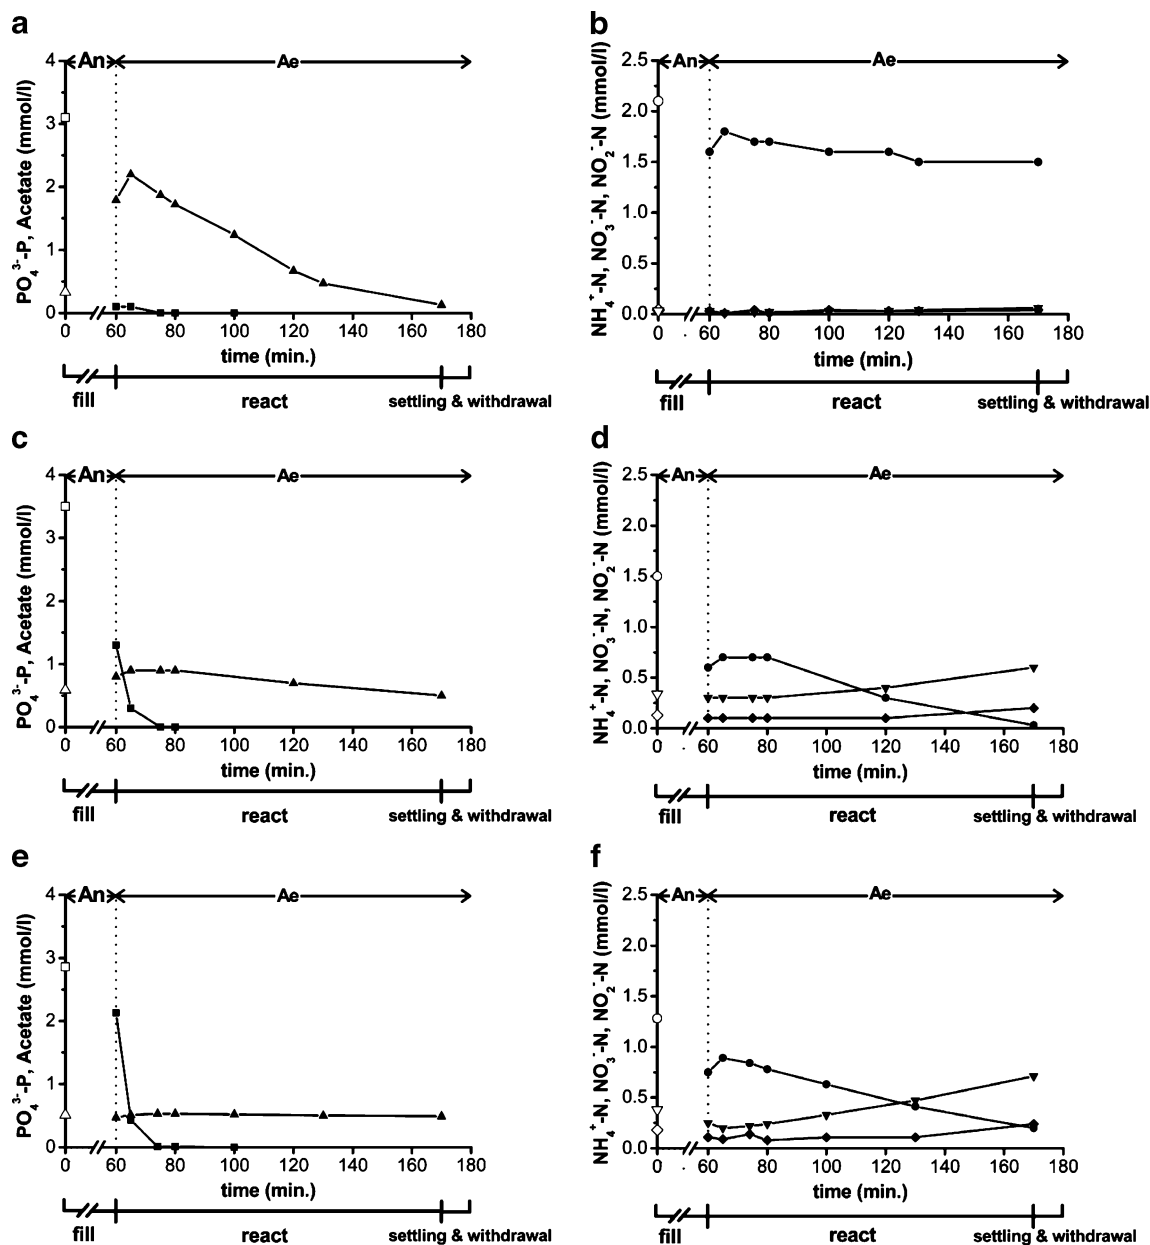 a
An
Ae
PO₄³⁻-P, Acetate (mmol/l)
4
3
2
1
0
0 60 80 100 120 140 160 180
time (min.)
fill react settling & withdrawal
b
An
Ae
NH₄⁺-N, NO₃⁻-N, NO₂⁻-N (mmol/l)
2.5
2.0
1.5
1.0
0.5
0.0
0 60 80 100 120 140 160 180
time (min.)
fill react settling & withdrawal
c
An
Ae
PO₄³⁻-P, Acetate (mmol/l)
4
3
2
1
0
0 60 80 100 120 140 160 180
time (min.)
fill react settling & withdrawal
d
An
Ae
NH₄⁺-N, NO₃⁻-N, NO₂⁻-N (mmol/l)
2.5
2.0
1.5
1.0
0.5
0.0
0 60 80 100 120 140 160 180
time (min.)
fill react settling & withdrawal
e
An
Ae
PO₄³⁻-P, Acetate (mmol/l)
4
3
2
1
0
0 60 80 100 120 140 160 180
time (min.)
fill react settling & withdrawal
f
An
Ae
NH₄⁺-N, NO₃⁻-N, NO₂⁻-N (mmol/l)
2.5
2.0
1.5
1.0
0.5
0.0
0 60 80 100 120 140 160 180
time (min.)
fill react settling & withdrawal